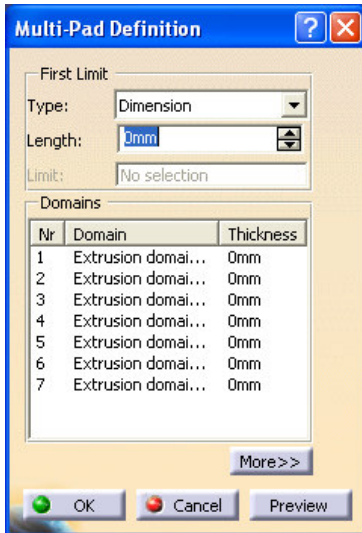 Multi-Pad Definition ? X
First Limit
Type: Dimension
Length: 0mm
Limit: No selection
Domains
Nr Domain Thickness
1 Extrusion domai... 0mm
2 Extrusion domai... 0mm
3 Extrusion domai... 0mm
4 Extrusion domai... 0mm
5 Extrusion domai... 0mm
6 Extrusion domai... 0mm
7 Extrusion domai... 0mm
More>>
OK Cancel Preview